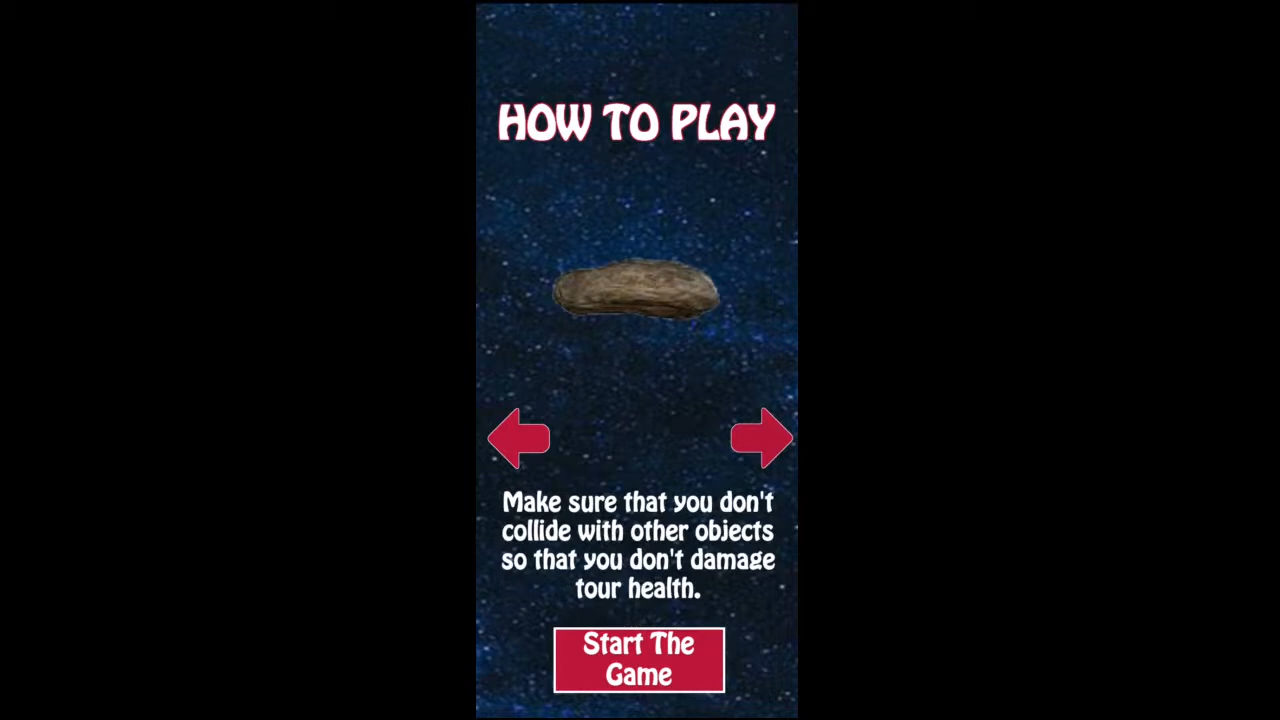 HOW TO PLAY
Make sure that you don't
collide with other objects
so that you don't damage
tour health.
Start The
Game